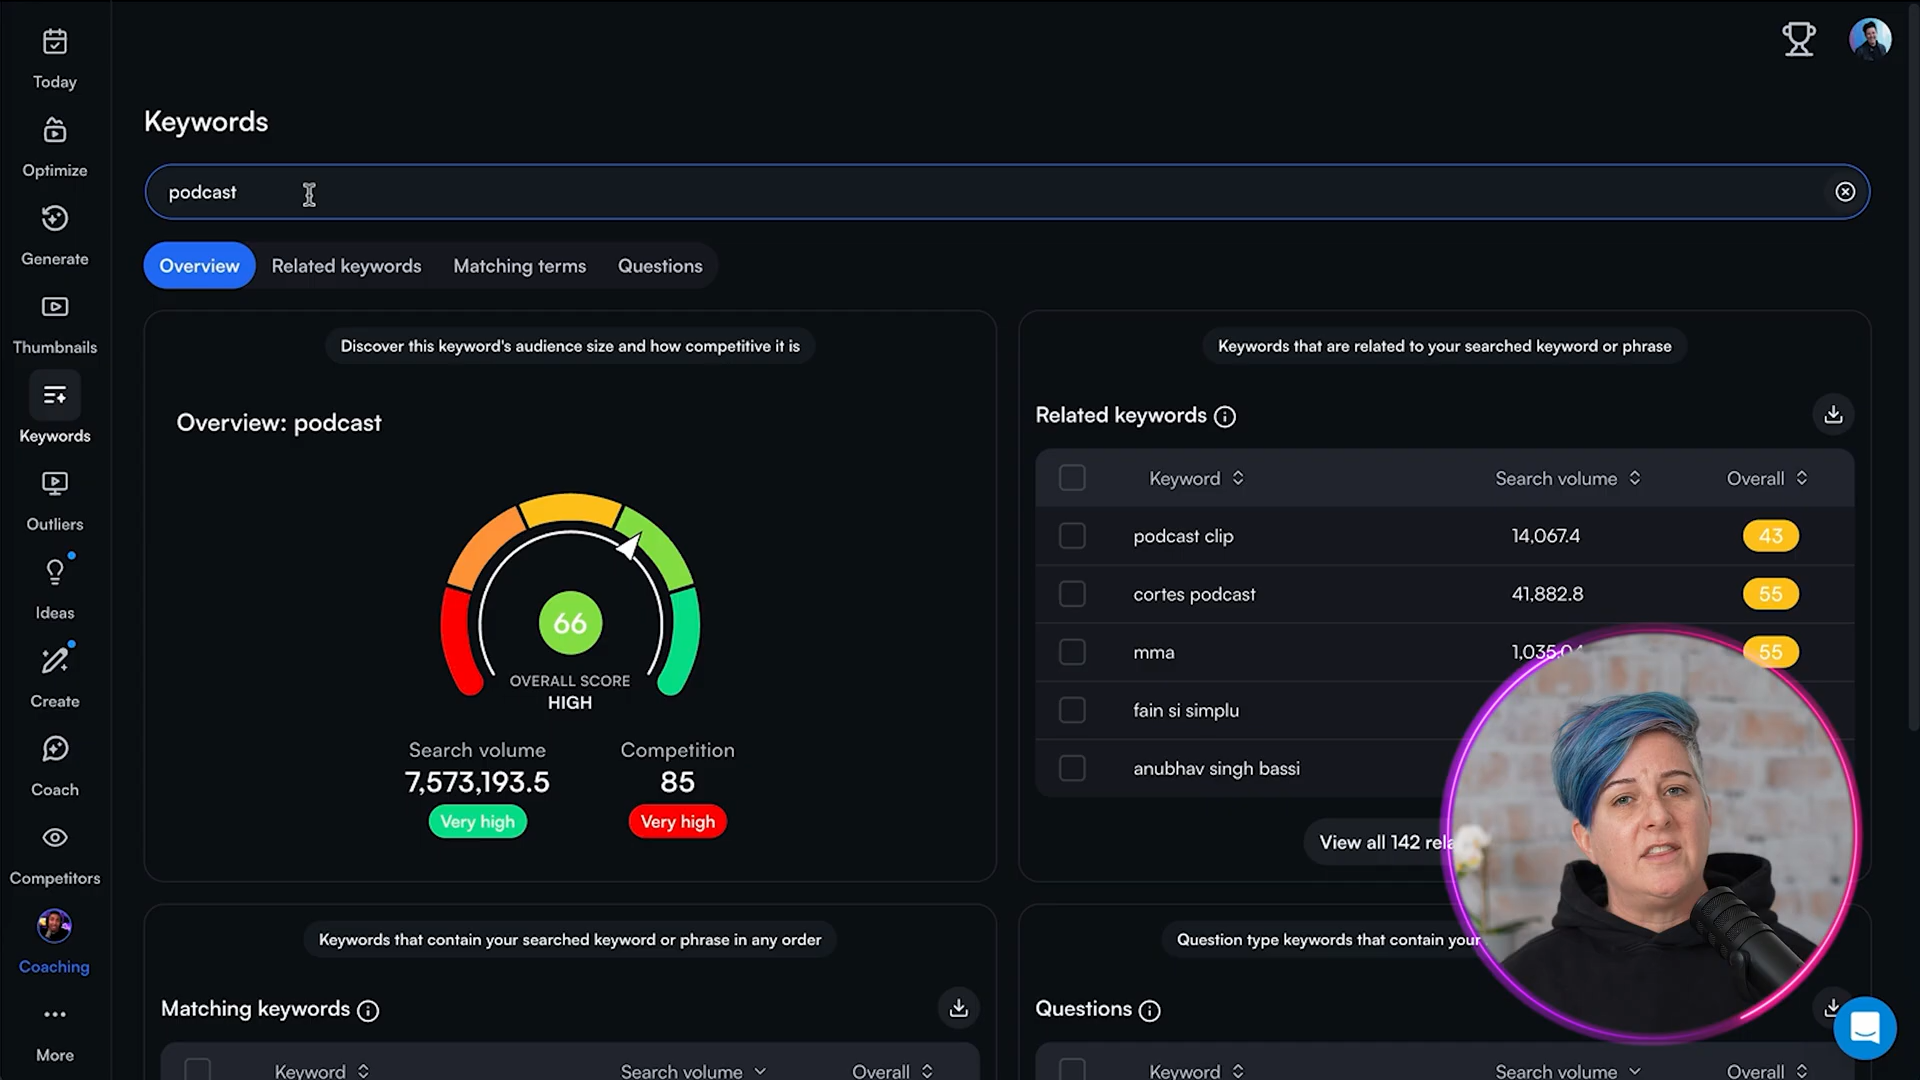 Today
Optimize
Generate
Thumbnails
Keywords
Outliers
Ideas
Create
Coach
Competitors
Coaching
More
Keywords
podcast
Overview
Related keywords
Matching terms
Questions
Discover this keyword's audience size and how competitive it is
Overview: podcast
66
OVERALL SCORE
HIGH
Search volume
7,573,193.5
Very high
Competition
85
Very high
Keywords that are related to your searched keyword or phrase
Related keywords
Keyword Search volume Overall
podcast clip 14,067.4 43
cortes podcast 41,882.8 55
mma 55
fain si simplu
anubhav singh bassi
View all 142
Keywords that contain your searched keyword or phrase in any order
Matching keywords
Keyword Search volume Overall
Question type keywords that contain your
Questions
Keyword Search volume Overall